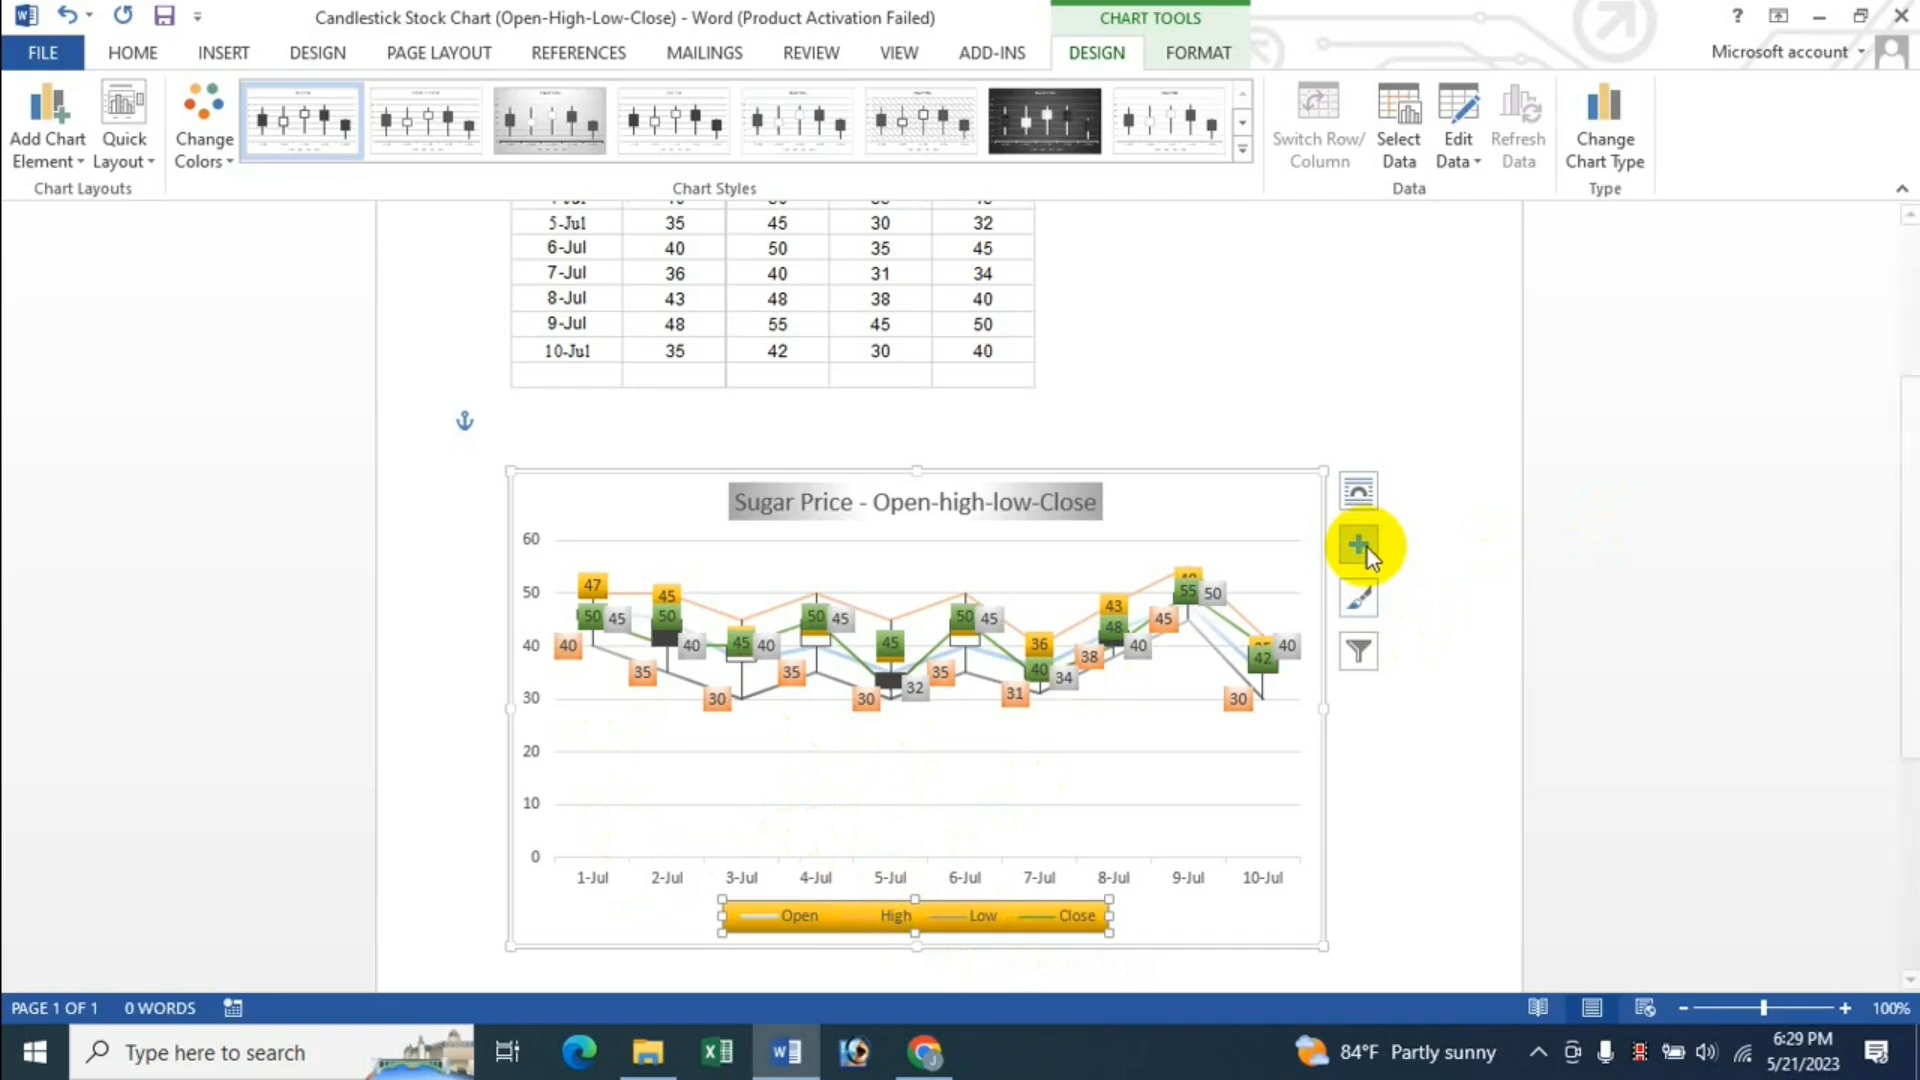 Candlestick Stock Chart (Open-High-Low-Close) - Word (Product Activation Failed)
CHART TOOLS
?
FILE HOME INSERT DESIGN PAGE LAYOUT REFERENCES MAILINGS REVIEW VIEW ADD-INS DESIGN FORMAT Microsoft account
Add Chart Element
Quick Layout
Change Colors
Switch Row/ Column
Select Data
Edit Data
Refresh Data
Change Chart Type
Chart Layouts Chart Styles Data Type
5-Jul 35 45 30 32
6-Jul 40 50 35 45
7-Jul 36 40 31 34
8-Jul 43 48 38 40
9-Jul 48 55 45 50
10-Jul 35 42 30 40
Sugar Price - Open-high-low-Close
60
50
40
30
20
10
0
47 45 36 43
50 50 45 50 45 50 40 48 55 42
45 40 40 45 32 45 34 40 50 40
40 35 30 35 30 35 31 38 45 30
1-Jul 2-Jul 3-Jul 4-Jul 5-Jul 6-Jul 7-Jul 8-Jul 9-Jul 10-Jul
Open High Low Close
PAGE 1 OF 1 0 WORDS 100%
Type here to search
84°F Partly sunny
6:29 PM
5/21/2023